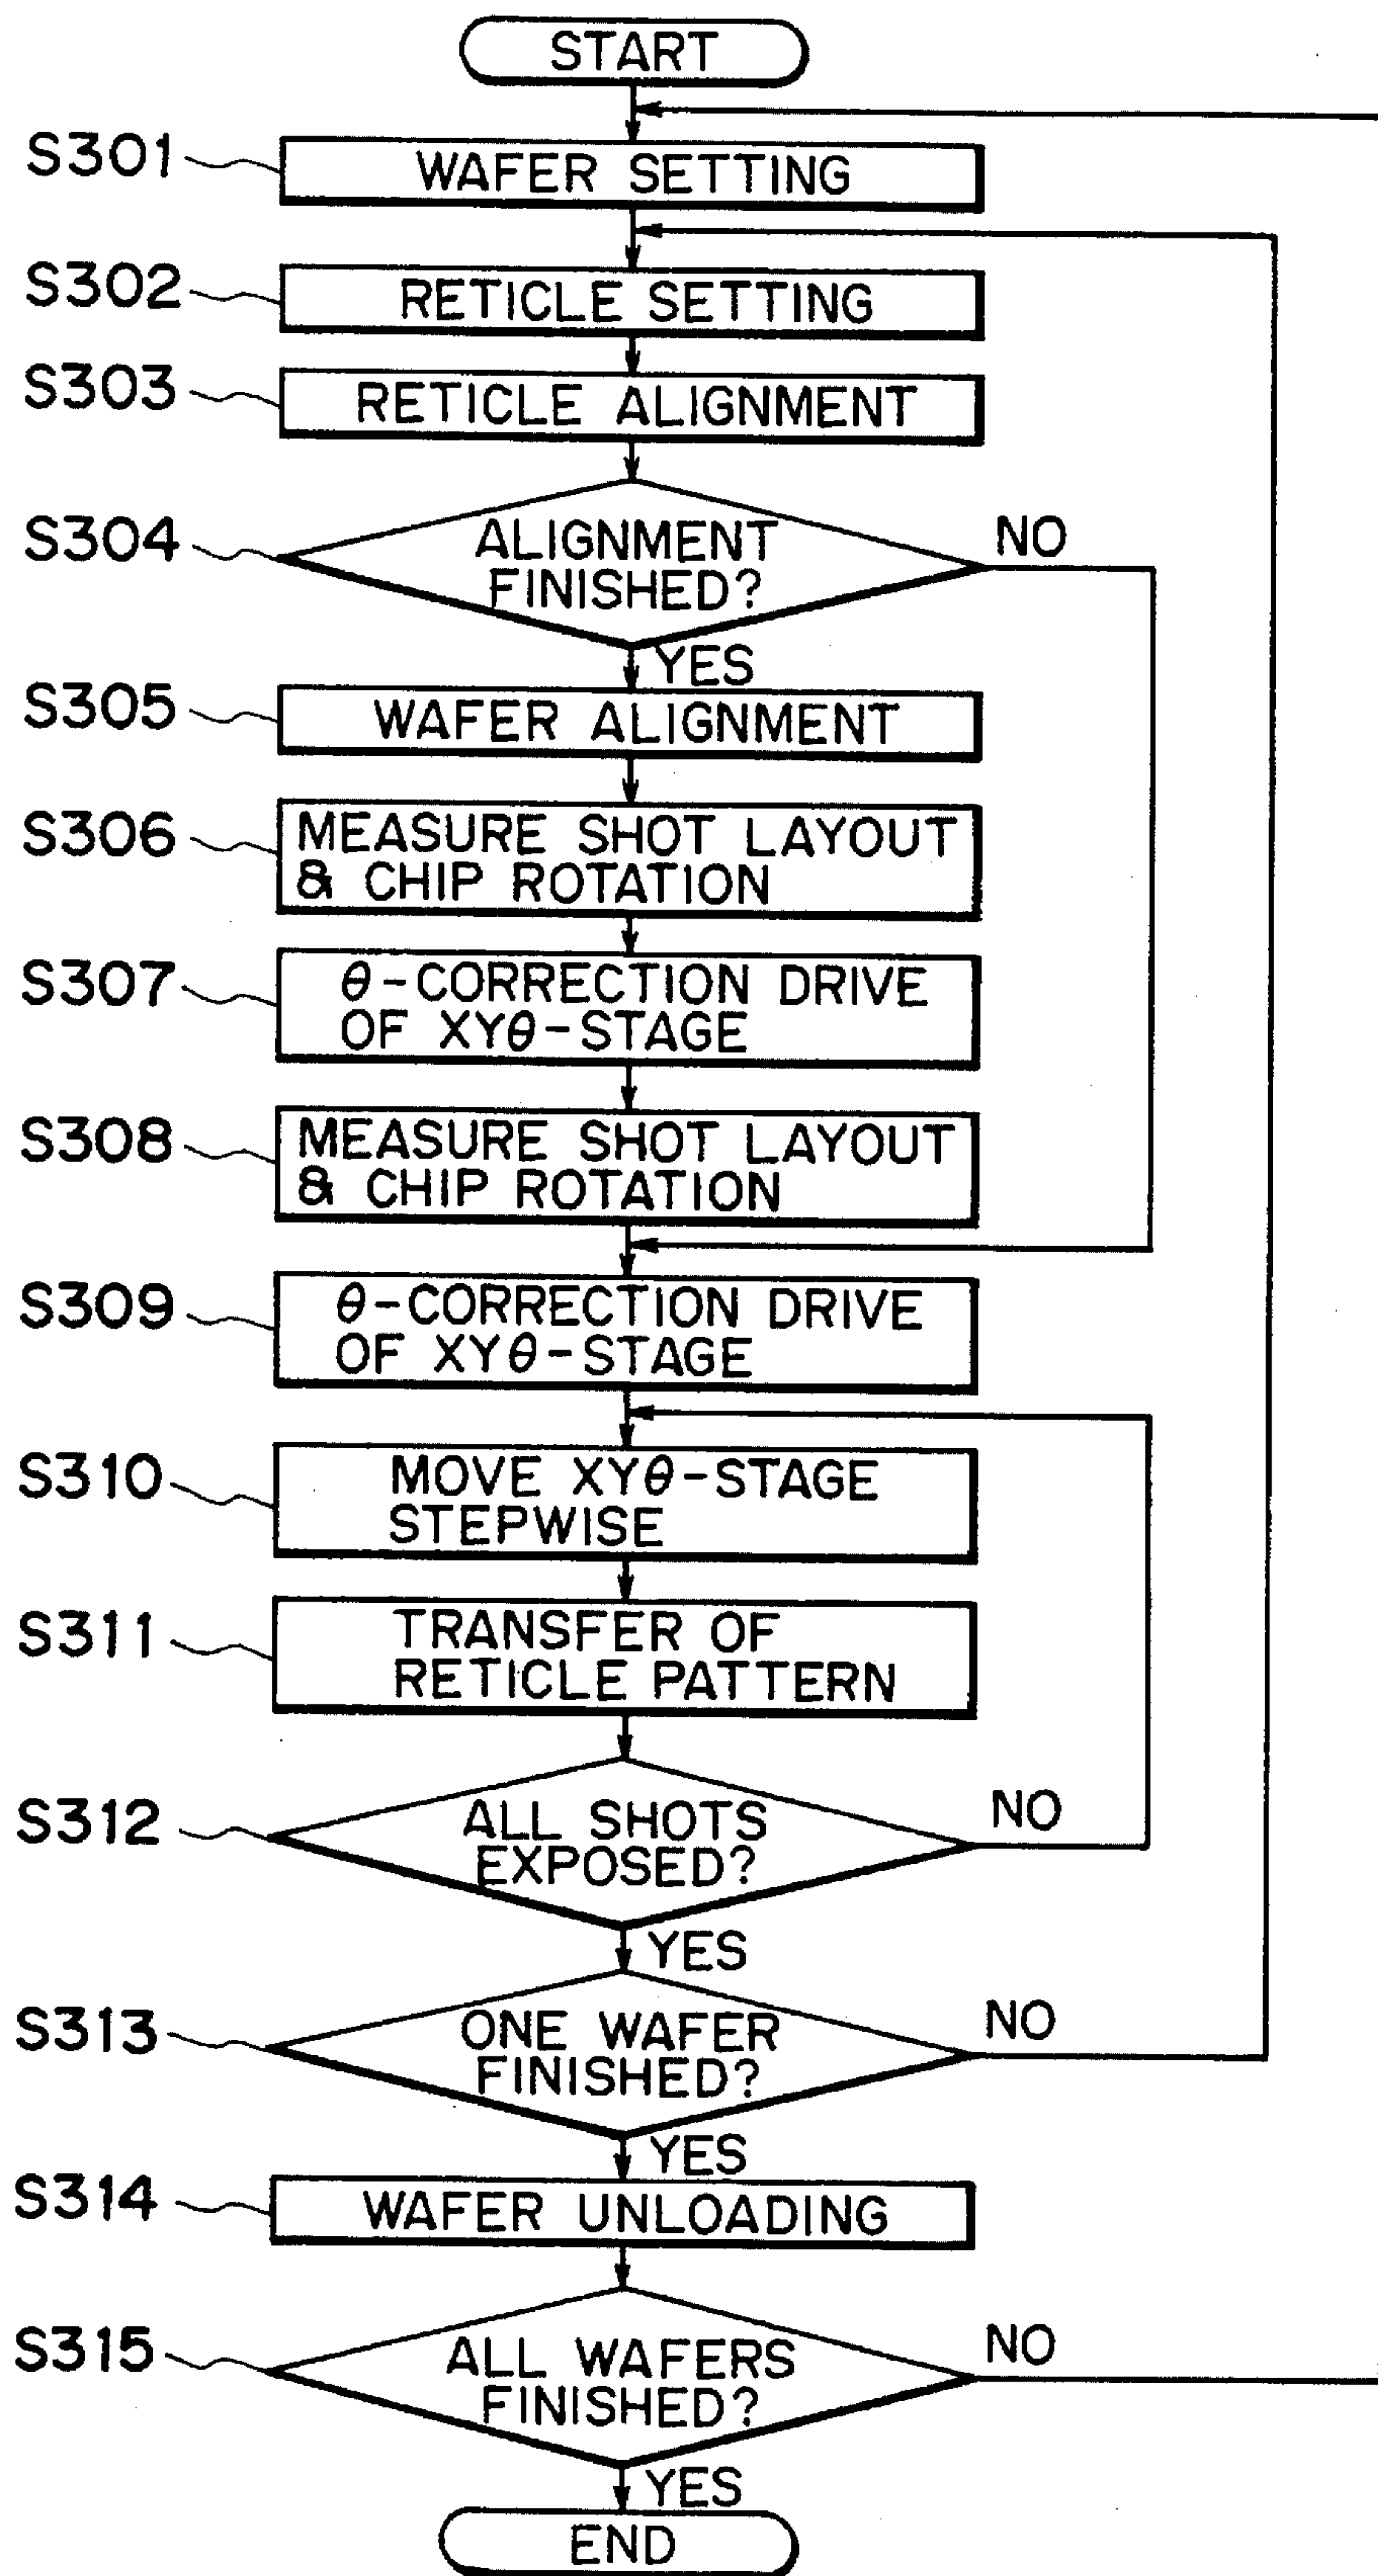 START
S301
WAFER SETTING
S302
RETICLE SETTING
S303
RETICLE ALIGNMENT
S304
ALIGNMENT
FINISHED?
NO
YES
S305
WAFER ALIGNMENT
S306
MEASURE SHOT LAYOUT
& CHIP ROTATION
S307
θ-CORRECTION DRIVE
OF XYθ-STAGE
S308
MEASURE SHOT LAYOUT
& CHIP ROTATION
S309
θ-CORRECTION DRIVE
OF XYθ-STAGE
S310
MOVE XYθ-STAGE
STEPWISE
S311
TRANSFER OF
RETICLE PATTERN
S312
ALL SHOTS
EXPOSED?
NO
YES
S313
ONE WAFER
FINISHED?
NO
YES
S314
WAFER UNLOADING
S315
ALL WAFERS
FINISHED?
NO
YES
END